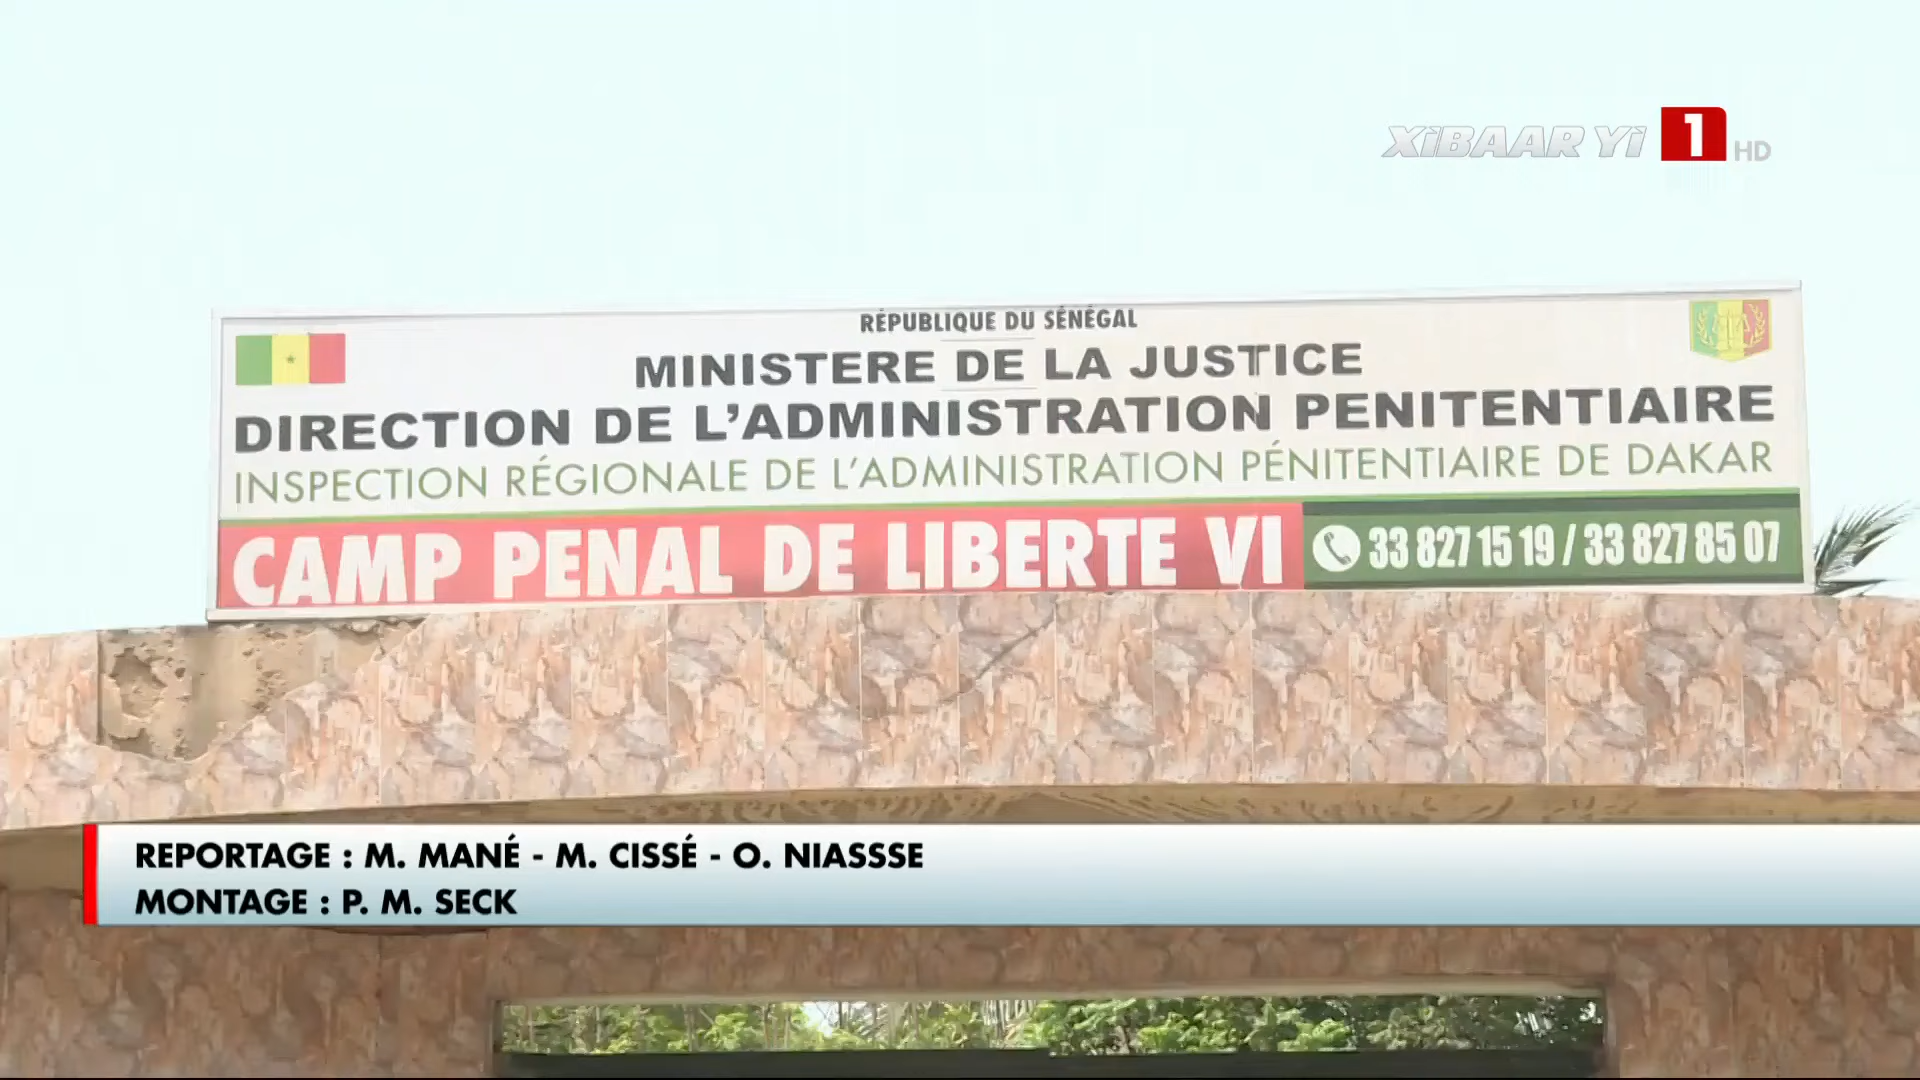 XIBAAR YI 1 HD
RÉPUBLIQUE DU SÉNÉGAL
MINISTERE DE LA JUSTICE
DIRECTION DE L'ADMINISTRATION PENITENTIAIRE
INSPECTION RÉGIONALE DE L'ADMINISTRATION PÉNITENTIAIRE DE DAKAR
CAMP PENAL DE LIBERTE VI 33 827 15 19 / 33 827 85 07
REPORTAGE : M. MANÉ - M. CISSÉ - O. NIASSSE
MONTAGE : P. M. SECK